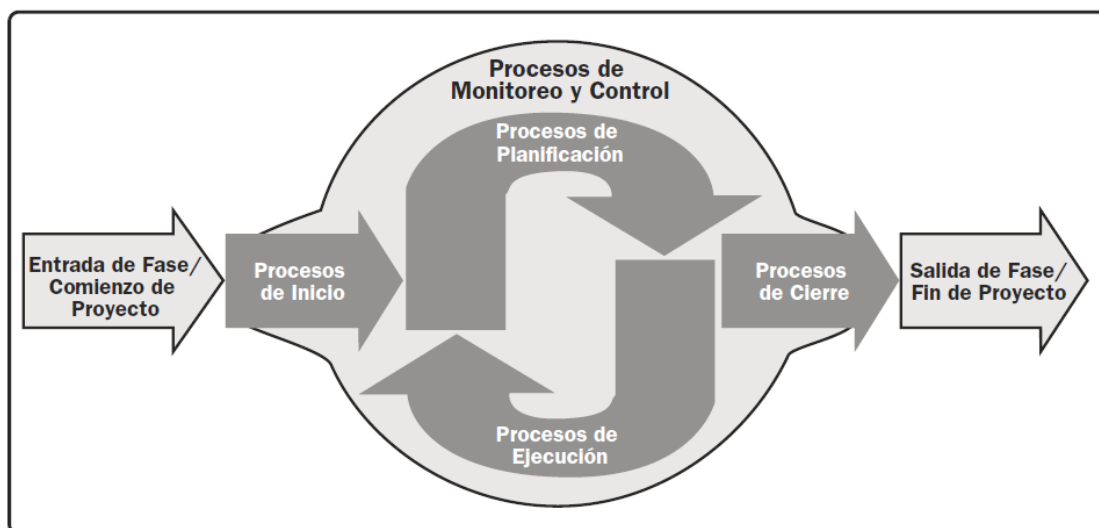 Procesos de
Monitoreo y Control
Procesos de
Planificación
Entrada de Fase/
Comienzo de
Proyecto
Procesos
de Inicio
Procesos
de Cierre
Salida de Fase/
Fin de Proyecto
Procesos de
Ejecución